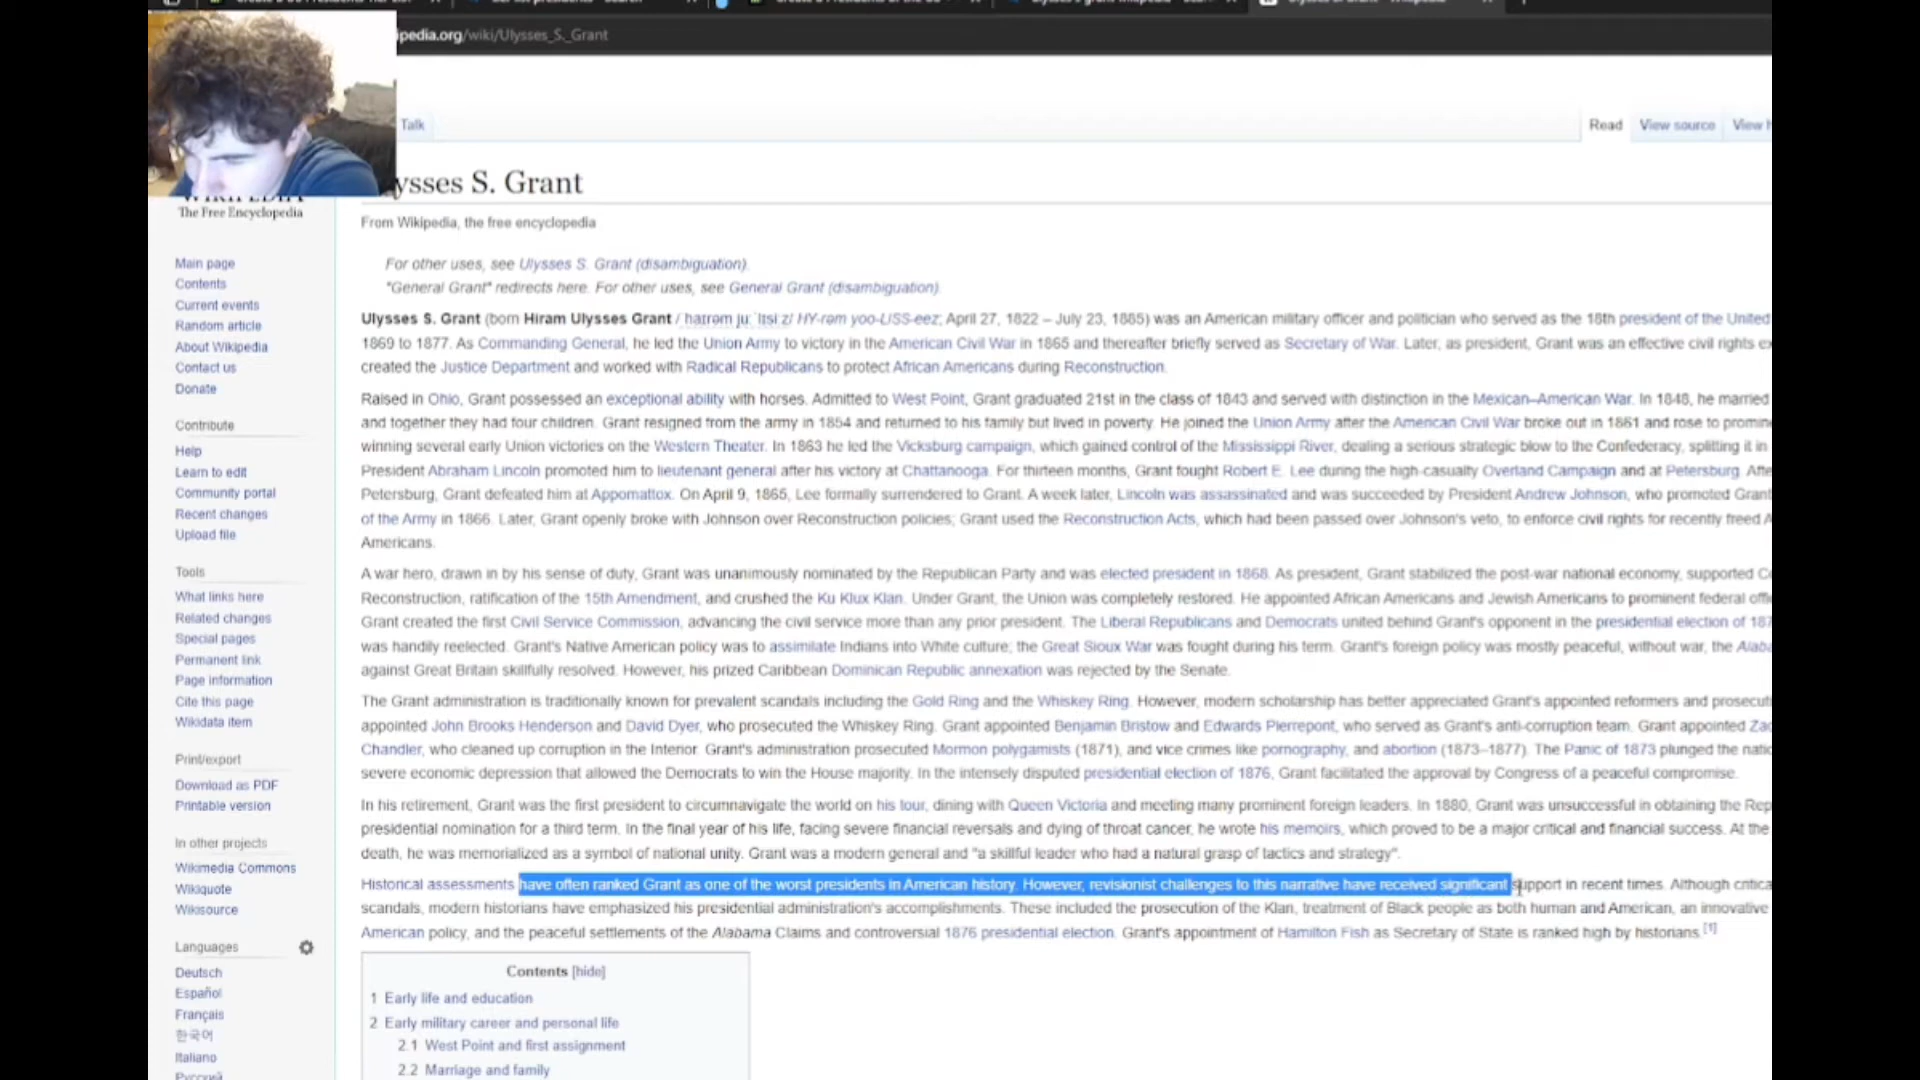 ipedia.org/wiki/Ulysses_S._Grant
Talk
Read View source View
ysses S. Grant
The Free Encyclopedia
From Wikipedia, the free encyclopedia
For other uses, see Ulysses S. Grant (disambiguation).
"General Grant" redirects here. For other uses, see General Grant (disambiguation).
Ulysses S. Grant (born Hiram Ulysses Grant / HY-rəm yoo-LISS-eez; April 27, 1822 – July 23, 1885) was an American military officer and politician who served as the 18th president of the United
1869 to 1877. As Commanding General, he led the Union Army to victory in the American Civil War in 1865 and thereafter briefly served as Secretary of War. Later, as president, Grant was an effective civil rights
created the Justice Department and worked with Radical Republicans to protect African Americans during Reconstruction.
Raised in Ohio, Grant possessed an exceptional ability with horses. Admitted to West Point, Grant graduated 21st in the class of 1843 and served with distinction in the Mexican–American War. In 1848, he married
and together they had four children. Grant resigned from the army in 1854 and returned to his family but lived in poverty. He joined the Union Army after the American Civil War broke out in 1861 and rose to
winning several early Union victories on the Western Theater. In 1863 he led the Vicksburg campaign, which gained control of the Mississippi River, dealing a serious strategic blow to the Confederacy, splitting it in
President Abraham Lincoln promoted him to lieutenant general after his victory at Chattanooga. For thirteen months, Grant fought Robert E. Lee during the high-casualty Overland Campaign and at Petersburg.
Petersburg, Grant defeated him at Appomattox. On April 9, 1865, Lee formally surrendered to Grant. A week later, Lincoln was assassinated and was succeeded by President Andrew Johnson, who promoted Grant
of the Army in 1866. Later, Grant openly broke with Johnson over Reconstruction policies; Grant used the Reconstruction Acts, which had been passed over Johnson's veto, to enforce civil rights for recently freed
Americans.
A war hero, drawn in by his sense of duty, Grant was unanimously nominated by the Republican Party and was elected president in 1868. As president, Grant stabilized the post-war national economy, supported
Reconstruction, ratification of the 15th Amendment, and crushed the Ku Klux Klan. Under Grant, the Union was completely restored. He appointed African Americans and Jewish Americans to prominent federal
Grant created the first Civil Service Commission, advancing the civil service more than any prior president. The Liberal Republicans and Democrats united behind Grant's opponent in the presidential election of 187
was handily reelected. Grant's Native American policy was to assimilate Indians into White culture; the Great Sioux War was fought during his term. Grant's foreign policy was mostly peaceful, without war, the
against Great Britain skillfully resolved. However, his prized Caribbean Dominican Republic annexation was rejected by the Senate.
The Grant administration is traditionally known for prevalent scandals including the Gold Ring and the Whiskey Ring. However, modern scholarship has better appreciated Grant's appointed reformers and
appointed John Brooks Henderson and David Dyer, who prosecuted the Whiskey Ring. Grant appointed Benjamin Bristow and Edwards Pierrepont, who served as Grant's anti-corruption team. Grant appointed
Chandler, who cleaned up corruption in the Interior. Grant's administration prosecuted Mormon polygamists (1871), and vice crimes like pornography, and abortion (1873–1877). The Panic of 1873 plunged the
severe economic depression that allowed the Democrats to win the House majority. In the intensely disputed presidential election of 1876, Grant facilitated the approval by Congress of a peaceful compromise.
In his retirement, Grant was the first president to circumnavigate the world on his tour, dining with Queen Victoria and meeting many prominent foreign leaders. In 1880, Grant was unsuccessful in obtaining the
presidential nomination for a third term. In the final year of his life, facing severe financial reversals and dying of throat cancer, he wrote his memoirs, which proved to be a major critical and financial success. At the
death, he was memorialized as a symbol of national unity. Grant was a modern general and "a skillful leader who had a natural grasp of tactics and strategy".
Historical assessments have often ranked Grant as one of the worst presidents in American history. However, revisionist challenges to this narrative have received significant support in recent times. Although
scandals, modern historians have emphasized his presidential administration's accomplishments. These included the prosecution of the Klan, treatment of Black people as both human and American, an innovative
American policy, and the peaceful settlements of the Alabama Claims and controversial 1876 presidential election. Grant's appointment of Hamilton Fish as Secretary of State is ranked high by historians.[1]
Contents [hide]
1 Early life and education
2 Early military career and personal life
2.1 West Point and first assignment
2.2 Marriage and family
Main page
Contents
Current events
Random article
About Wikipedia
Contact us
Donate
Contribute
Help
Learn to edit
Community portal
Recent changes
Upload file
Tools
What links here
Related changes
Special pages
Permanent link
Page information
Cite this page
Wikidata item
Print/export
Download as PDF
Printable version
In other projects
Wikimedia Commons
Wikiquote
Wikisource
Languages
Deutsch
Español
Français
한국어
Italiano
Русский